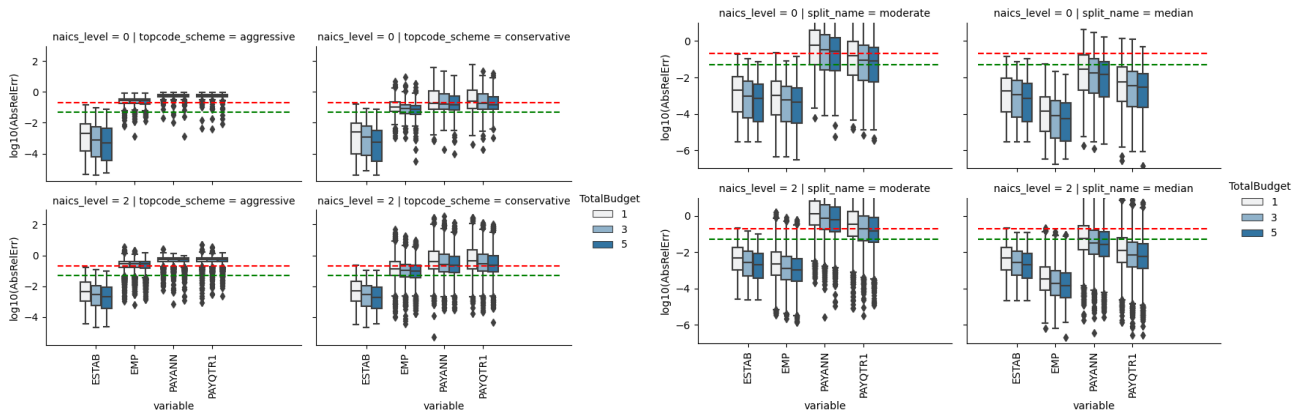 naics_level = 0 | topcode_scheme = aggressive
naics_level = 0 | topcode_scheme = conservative
log10(AbsRelErr)
2
0
−2
−4
naics_level = 2 | topcode_scheme = aggressive
naics_level = 2 | topcode_scheme = conservative
log10(AbsRelErr)
2
0
−2
−4
ESTAB
EMP
PAYANN
PAYQTR1
variable
ESTAB
EMP
PAYANN
PAYQTR1
variable
TotalBudget
1
3
5
naics_level = 0 | split_name = moderate
naics_level = 0 | split_name = median
log10(AbsRelErr)
0
−2
−4
−6
naics_level = 2 | split_name = moderate
naics_level = 2 | split_name = median
log10(AbsRelErr)
0
−2
−4
−6
ESTAB
EMP
PAYANN
PAYQTR1
variable
ESTAB
EMP
PAYANN
PAYQTR1
variable
TotalBudget
1
3
5